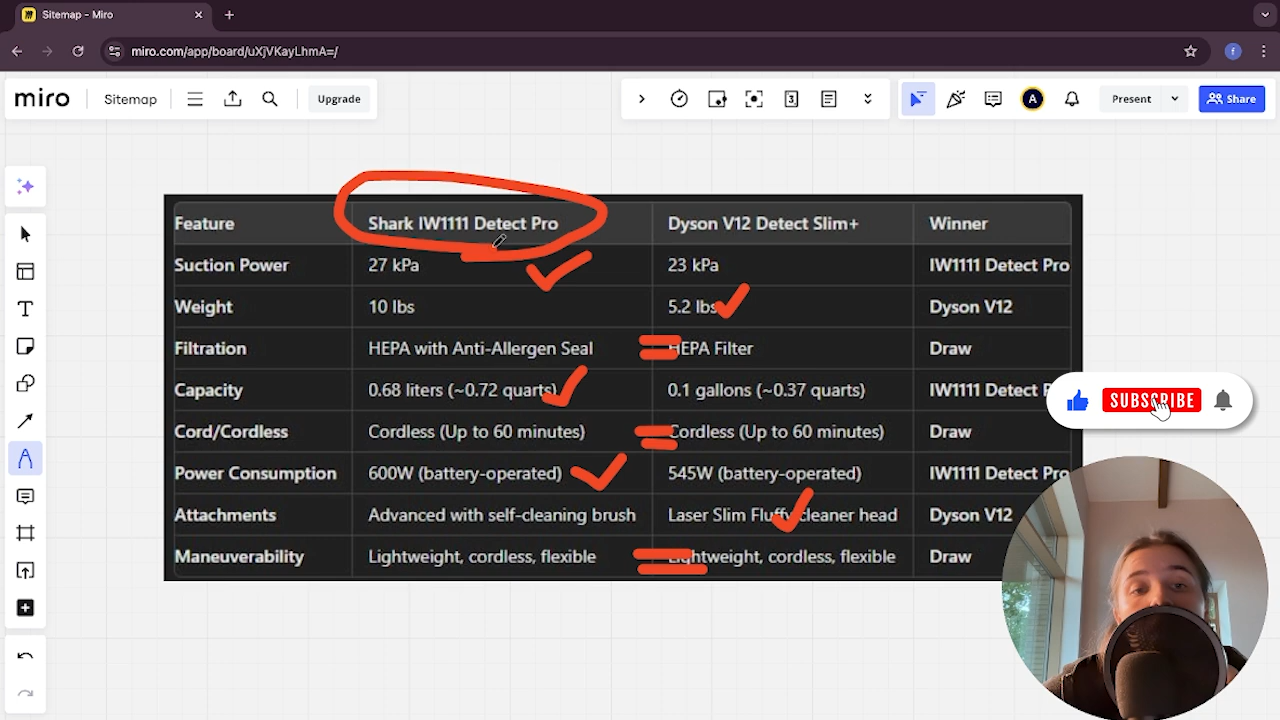 Sitemap - Miro
miro.com/app/board/uXjVKayLhmA=/
f
miro
Sitemap
Upgrade
3
A
Present
Share
Feature Shark IW1111 Detect Pro Dyson V12 Detect Slim+ Winner
Suction Power 27 kPa 23 kPa IW1111 Detect Pro
Weight 10 lbs 5.2 lbs Dyson V12
Filtration HEPA with Anti-Allergen Seal HEPA Filter Draw
Capacity 0.68 liters (~0.72 quarts) 0.1 gallons (~0.37 quarts) IW1111 Detect P
SUBSCRIBE
Cord/Cordless Cordless (Up to 60 minutes) Cordless (Up to 60 minutes) Draw
Power Consumption 600W (battery-operated) 545W (battery-operated) IW1111 Detect Pro
Attachments Advanced with self-cleaning brush Laser Slim Fluffy cleaner head Dyson V12
Maneuverability Lightweight, cordless, flexible Lightweight, cordless, flexible Draw